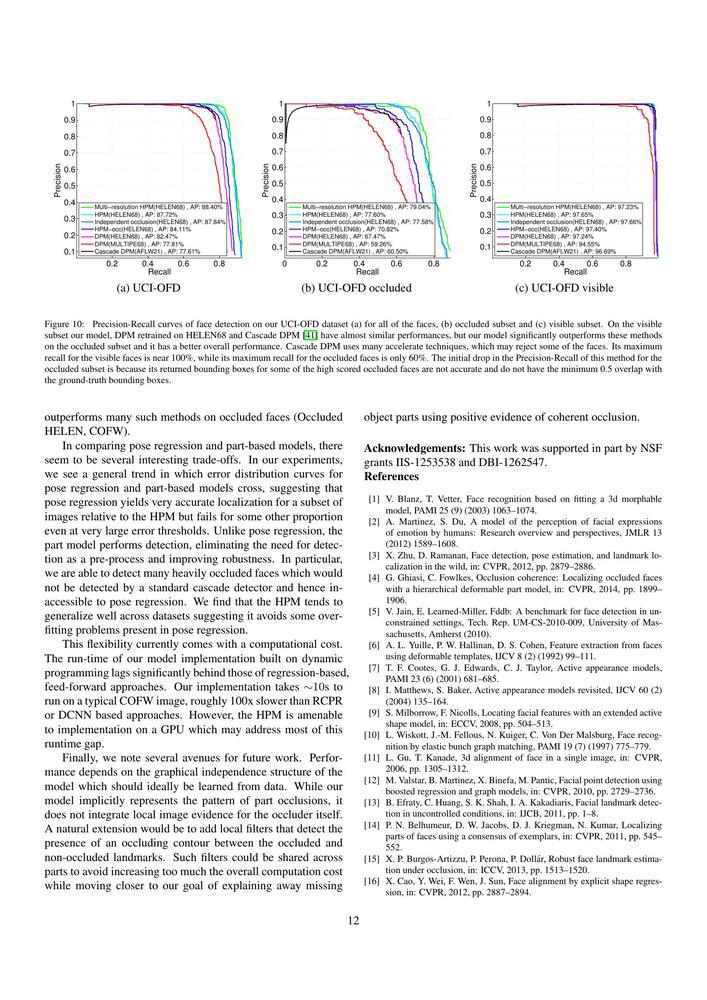 1
0.9
0.8
0.7
0.6
0.5
0.4
0.3
0.2
0.1
Precision
Multi−resolution HPM(HELEN68) , AP: 88.40%
HPM(HELEN68) , AP: 87.72%
Independent occlusion(HELEN68) , AP: 87.84%
HPM−occ(HELEN68) , AP: 84.11%
DPM(HELEN68) , AP: 82.47%
DPM(MULTIPE68) , AP: 77.81%
Cascade DPM(AFLW21) , AP: 77.61%
0.2 0.4 0.6 0.8
Recall
(a) UCI-OFD
1
0.9
0.8
0.7
0.6
0.5
0.4
0.3
0.2
0.1
Precision
Multi−resolution HPM(HELEN68) , AP: 79.04%
HPM(HELEN68) , AP: 77.60%
Independent occlusion(HELEN68) , AP: 77.58%
HPM−occ(HELEN68) , AP: 70.82%
DPM(HELEN68) , AP: 67.47%
DPM(MULTIPE68) , AP: 59.26%
Cascade DPM(AFLW21) , AP: 60.50%
0 0.2 0.4 0.6 0.8
Recall
(b) UCI-OFD occluded
1
0.9
0.8
0.7
0.6
0.5
0.4
0.3
0.2
0.1
Precision
Multi−resolution HPM(HELEN68) , AP: 97.23%
HPM(HELEN68) , AP: 97.65%
Independent occlusion(HELEN68) , AP: 97.66%
HPM−occ(HELEN68) , AP: 97.40%
DPM(HELEN68) , AP: 97.24%
DPM(MULTIPE68) , AP: 94.55%
Cascade DPM(AFLW21) , AP: 96.69%
0.2 0.4 0.6 0.8
Recall
(c) UCI-OFD visible
Figure 10: Precision-Recall curves of face detection on our UCI-OFD dataset (a) for all of the faces, (b) occluded subset and (c) visible subset. On the visible
subset our model, DPM retrained on HELEN68 and Cascade DPM [41] have almost similar performances, but our model significantly outperforms these methods
on the occluded subset and it has a better overall performance. Cascade DPM uses many accelerate techniques, which may reject some of the faces. Its maximum
recall for the visible faces is near 100%, while its maximum recall for the occluded faces is only 60%. The initial drop in the Precision-Recall of this method for the
occluded subset is because its returned bounding boxes for some of the high scored occluded faces are not accurate and do not have the minimum 0.5 overlap with
the ground-truth bounding boxes.
outperforms many such methods on occluded faces (Occluded
HELEN, COFW).
In comparing pose regression and part-based models, there
seem to be several interesting trade-offs. In our experiments,
we see a general trend in which error distribution curves for
pose regression and part-based models cross, suggesting that
pose regression yields very accurate localization for a subset of
images relative to the HPM but fails for some other proportion
even at very large error thresholds. Unlike pose regression, the
part model performs detection, eliminating the need for detec-
tion as a pre-process and improving robustness. In particular,
we are able to detect many heavily occluded faces which would
not be detected by a standard cascade detector and hence in-
accessible to pose regression. We find that the HPM tends to
generalize well across datasets suggesting it avoids some over-
fitting problems present in pose regression.
This flexibility currently comes with a computational cost.
The run-time of our model implementation built on dynamic
programming lags significantly behind those of regression-based,
feed-forward approaches. Our implementation takes ∼10s to
run on a typical COFW image, roughly 100x slower than RCPR
or DCNN based approaches. However, the HPM is amenable
to implementation on a GPU which may address most of this
runtime gap.
Finally, we note several avenues for future work. Perfor-
mance depends on the graphical independence structure of the
model which should ideally be learned from data. While our
model implicitly represents the pattern of part occlusions, it
does not integrate local image evidence for the occluder itself.
A natural extension would be to add local filters that detect the
presence of an occluding contour between the occluded and
non-occluded landmarks. Such filters could be shared across
parts to avoid increasing too much the overall computation cost
while moving closer to our goal of explaining away missing
object parts using positive evidence of coherent occlusion.
Acknowledgements: This work was supported in part by NSF
grants IIS-1253538 and DBI-1262547.
References
[1] V. Blanz, T. Vetter, Face recognition based on fitting a 3d morphable
model, PAMI 25 (9) (2003) 1063–1074.
[2] A. Martinez, S. Du, A model of the perception of facial expressions
of emotion by humans: Research overview and perspectives, JMLR 13
(2012) 1589–1608.
[3] X. Zhu, D. Ramanan, Face detection, pose estimation, and landmark lo-
calization in the wild, in: CVPR, 2012, pp. 2879–2886.
[4] G. Ghiasi, C. Fowlkes, Occlusion coherence: Localizing occluded faces
with a hierarchical deformable part model, in: CVPR, 2014, pp. 1899–
1906.
[5] V. Jain, E. Learned-Miller, Fddb: A benchmark for face detection in un-
constrained settings, Tech. Rep. UM-CS-2010-009, University of Mas-
sachusetts, Amherst (2010).
[6] A. L. Yuille, P. W. Hallinan, D. S. Cohen, Feature extraction from faces
using deformable templates, IJCV 8 (2) (1992) 99–111.
[7] T. F. Cootes, G. J. Edwards, C. J. Taylor, Active appearance models,
PAMI 23 (6) (2001) 681–685.
[8] I. Matthews, S. Baker, Active appearance models revisited, IJCV 60 (2)
(2004) 135–164.
[9] S. Milborrow, F. Nicolls, Locating facial features with an extended active
shape model, in: ECCV, 2008, pp. 504–513.
[10] L. Wiskott, J.-M. Fellous, N. Kuiger, C. Von Der Malsburg, Face recog-
nition by elastic bunch graph matching, PAMI 19 (7) (1997) 775–779.
[11] L. Gu, T. Kanade, 3d alignment of face in a single image, in: CVPR,
2006, pp. 1305–1312.
[12] M. Valstar, B. Martinez, X. Binefa, M. Pantic, Facial point detection using
boosted regression and graph models, in: CVPR, 2010, pp. 2729–2736.
[13] B. Efraty, C. Huang, S. K. Shah, I. A. Kakadiaris, Facial landmark detec-
tion in uncontrolled conditions, in: IJCB, 2011, pp. 1–8.
[14] P. N. Belhumeur, D. W. Jacobs, D. J. Kriegman, N. Kumar, Localizing
parts of faces using a consensus of exemplars, in: CVPR, 2011, pp. 545–
552.
[15] X. P. Burgos-Artizzu, P. Perona, P. Dollár, Robust face landmark estima-
tion under occlusion, in: ICCV, 2013, pp. 1513–1520.
[16] X. Cao, Y. Wei, F. Wen, J. Sun, Face alignment by explicit shape regres-
sion, in: CVPR, 2012, pp. 2887–2894.
12